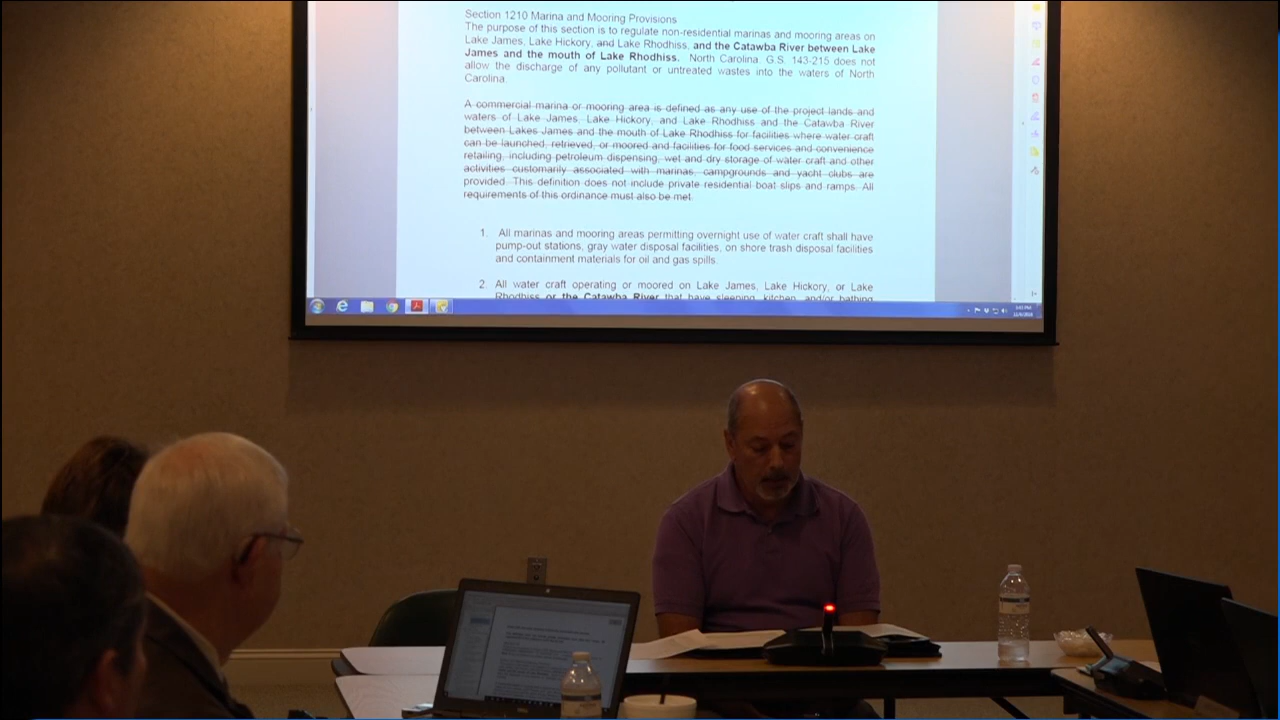 Section 1210 Marina and Mooring Provisions
The purpose of this section is to regulate non-residential marinas and mooring areas on
Lake James, Lake Hickory, and Lake Rhodhiss, and the Catawba River between Lake
James and the mouth of Lake Rhodhiss. North Carolina. G.S. 143-215 does not
allow the discharge of any pollutant or untreated wastes into the waters of North
Carolina.
A commercial marina or mooring area is defined as any use of the project lands and
waters of Lake James, Lake Hickory, and Lake Rhodhiss and the Catawba River
between Lakes James and the mouth of Lake Rhodhiss for facilities where water craft
can be launched, retrieved, or moored and facilities for food services and convenience
retailing, including petroleum dispensing, wet and dry storage of water craft and other
activities customarily associated with marinas, campgrounds and yacht clubs are
provided. This definition does not include private residential boat slips and ramps. All
requirements of this ordinance must also be met.
1. All marinas and mooring areas permitting overnight use of water craft shall have
pump-out stations, gray water disposal facilities, on shore trash disposal facilities
and containment materials for oil and gas spills.
2. All water craft operating or moored on Lake James, Lake Hickory, or Lake
Rhodhiss or the Catawba River that have sleeping, kitchen, and/or bathing